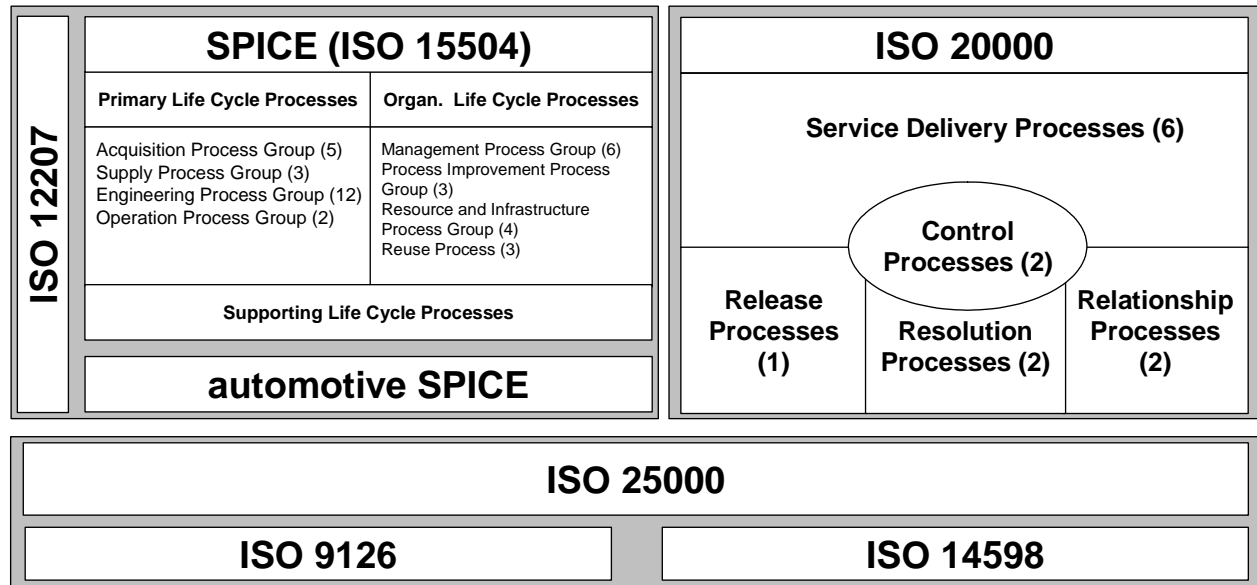 ISO 12207
SPICE (ISO 15504)
Primary Life Cycle Processes
Organ. Life Cycle Processes
Acquisition Process Group (5)
Supply Process Group (3)
Engineering Process Group (12)
Operation Process Group (2)
Management Process Group (6)
Process Improvement Process
Group (3)
Resource and Infrastructure
Process Group (4)
Reuse Process (3)
Supporting Life Cycle Processes
automotive SPICE
ISO 20000
Service Delivery Processes (6)
Control
Processes (2)
Release
Processes
(1)
Resolution
Processes (2)
Relationship
Processes
(2)
ISO 25000
ISO 9126
ISO 14598